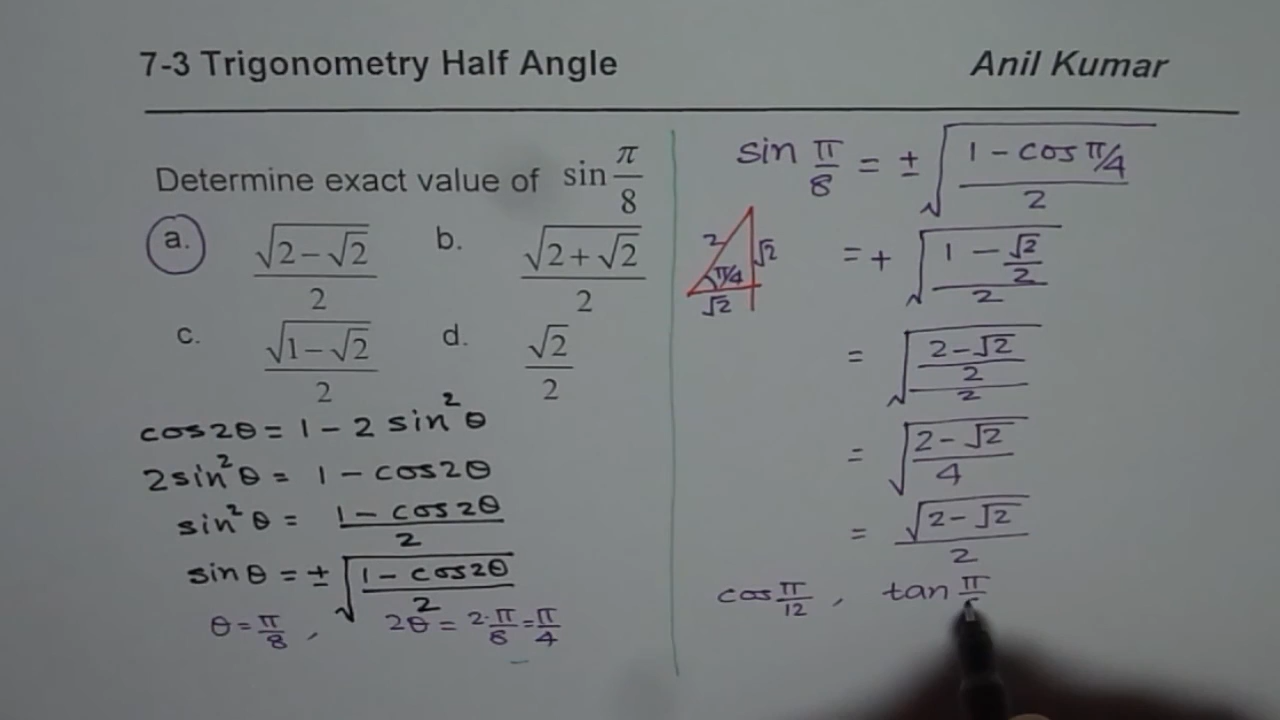 7-3 Trigonometry Half Angle Anil Kumar
Determine exact value of sin π/8
a. √(2−√2)/2 b. √(2+√2)/2
c. √(1−√2)/2 d. √2/2
cos2θ = 1 − 2 sin²θ
2sin²θ = 1 − cos2θ
sin²θ = (1 − cos2θ)/2
sinθ = ± √((1 − cos2θ)/2)
θ = π/8 , 2θ = 2·π/8 = π/4
sin π/8 = ± √((1 − cos π/4)/2)
2 √2 π/4 √2
= + √((1 − √2/2)/2)
= √(((2 − √2)/2)/2)
= √((2 − √2)/4)
= √(2 − √2)/2
cos π/12 , tan π